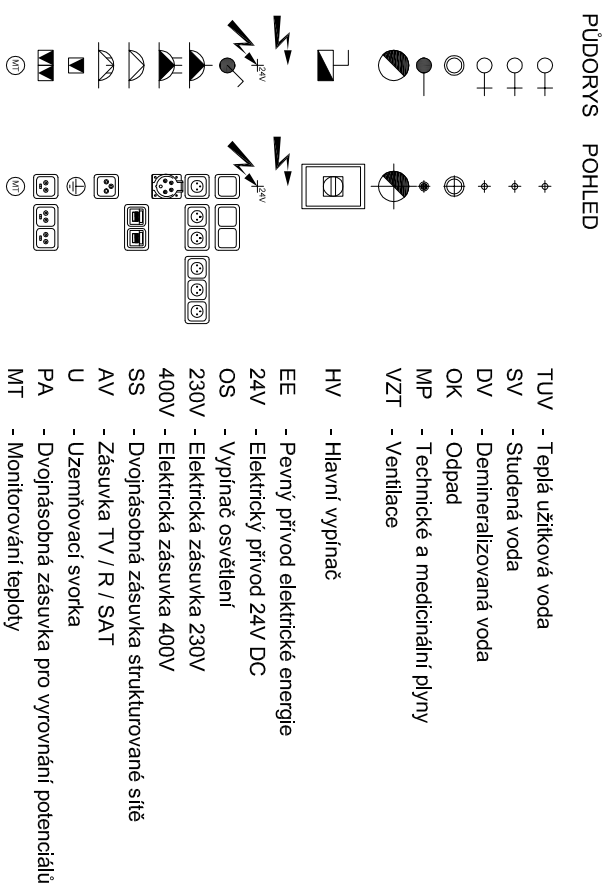 PŮDORYS POHLED
TUV - Teplá užitková voda
SV - Studená voda
DV - Demineralizovaná voda
OK - Odpad
MP - Technické a medicinální plyny
VZT - Ventilace
HV - Hlavní vypínač
EE - Pevný přívod elektrické energie
24V 24V 24V - Elektrický přívod 24V DC
OS - Vypínač osvětlení
230V - Elektrická zásuvka 230V
400V - Elektrická zásuvka 400V
SS - Dvojnásobná zásuvka strukturované sítě
AV - Zásuvka TV / R / SAT
U - Uzemňovací svorka
PA - Dvojnásobná zásuvka pro vyrovnání potenciálů
MT MT MT - Monitorování teploty